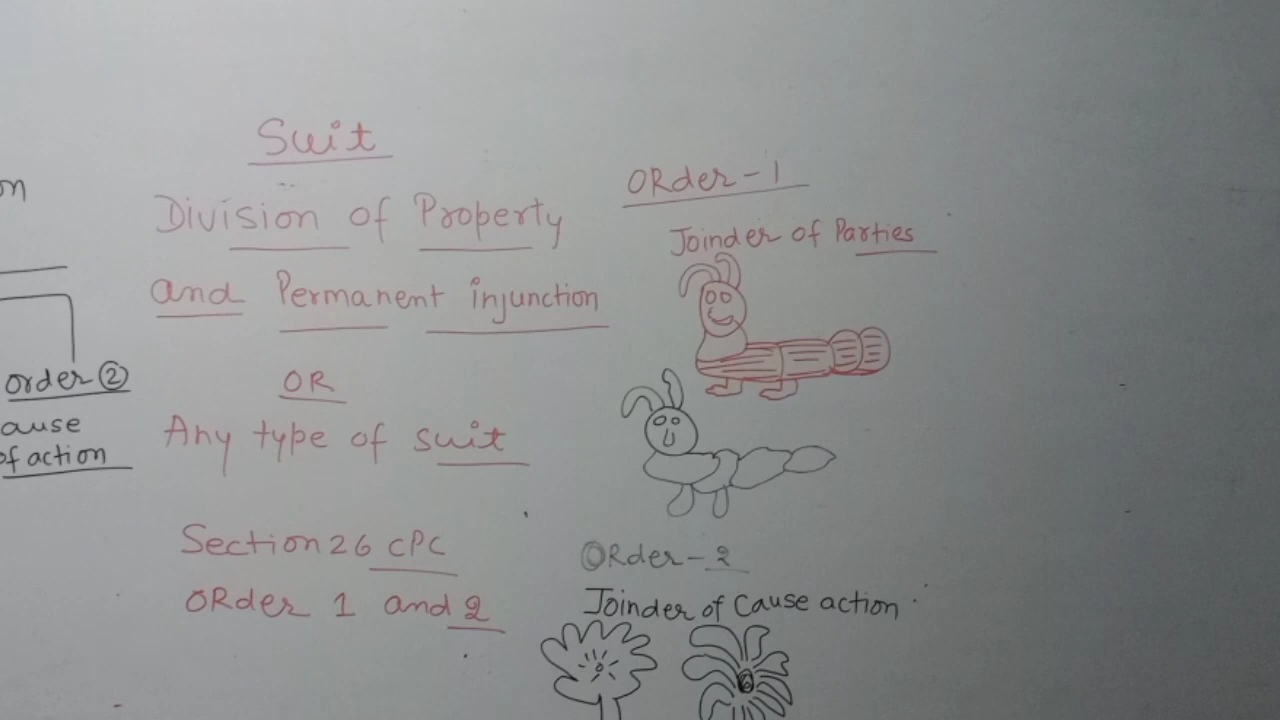 on
order ②
ause
of action
Suit
Division of Property
and Permanent injunction
OR
Any type of suit
Section 26 CPC
ORder 1 and 2
ORder-1
Joinder of Parties
ORder-2
Joinder of Cause action